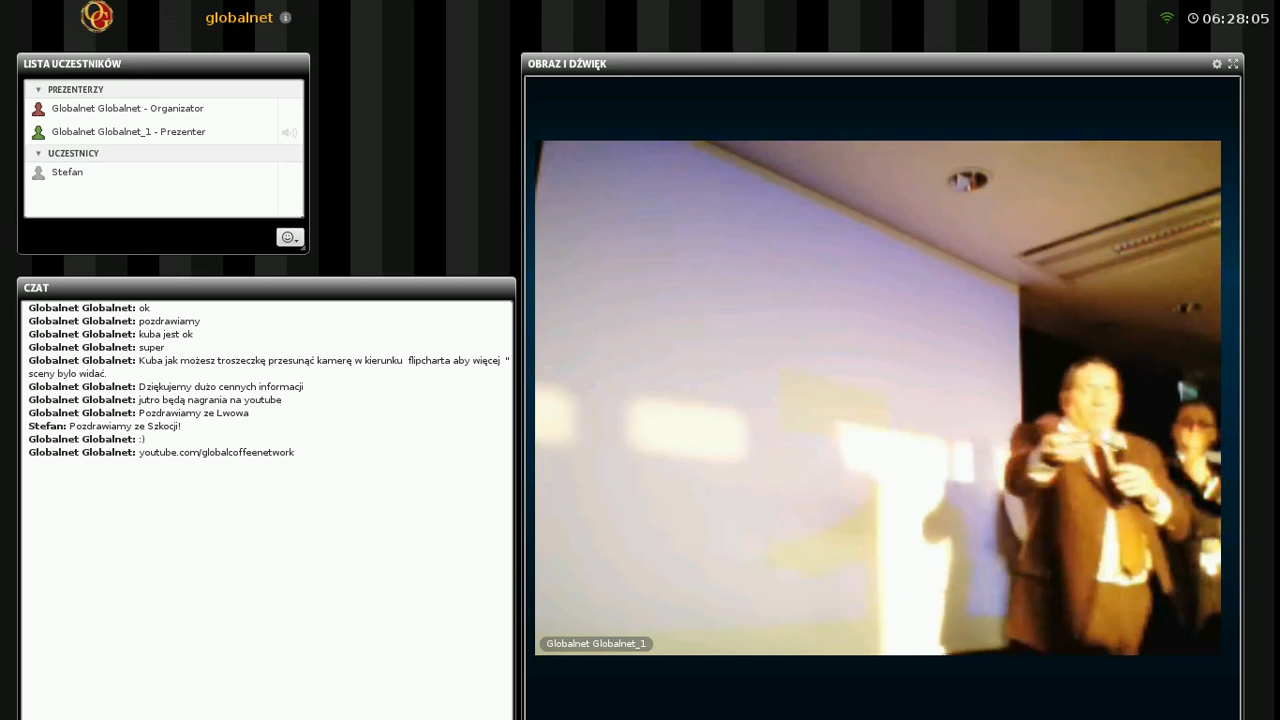 OG
globalnet
06:28:05
LISTA UCZESTNIKÓW
PREZENTERZY
Globalnet Globalnet - Organizator
Globalnet Globalnet_1 - Prezenter
UCZESTNICY
Stefan
CZAT
Globalnet Globalnet: ok
Globalnet Globalnet: pozdrawiamy
Globalnet Globalnet: kuba jest ok
Globalnet Globalnet: super
Globalnet Globalnet: Kuba jak możesz troszeczkę przesunąć kamerę w kierunku flipcharta aby więcej "
sceny bylo widać.
Globalnet Globalnet: Dziękujemy dużo cennych informacji
Globalnet Globalnet: jutro będą nagrania na youtube
Globalnet Globalnet: Pozdrawiamy ze Lwowa
Stefan: Pozdrawiamy ze Szkocji!
Globalnet Globalnet: :)
Globalnet Globalnet: youtube.com/globalcoffeenetwork
OBRAZ I DŹWIĘK
Globalnet Globalnet_1